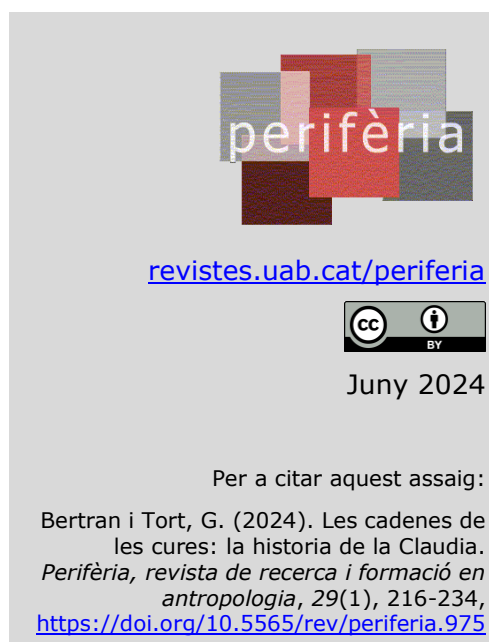 perifèria
revistes.uab.cat/periferia
cc
BY
Juny 2024
Per a citar aquest assaig:
Bertran i Tort, G. (2024). Les cadenes de
les cures: la historia de la Claudia.
Perifèria, revista de recerca i formació en
antropologia, 29(1), 216-234,
https://doi.org/10.5565/rev/periferia.975